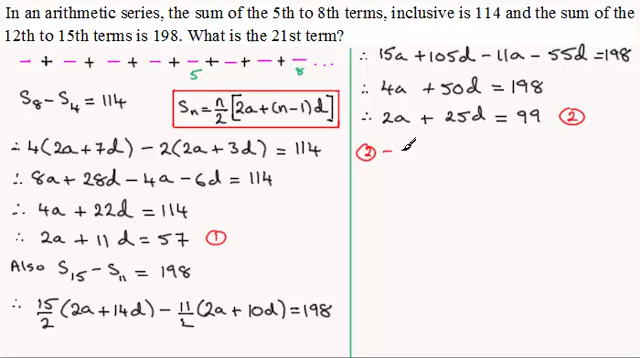 In an arithmetic series, the sum of the 5th to 8th terms, inclusive is 114 and the sum of the
12th to 15th terms is 198. What is the 21st term?
– + – + – + – + – + – + – + – ...
5 8
S₈ – S₄ = 114
Sₙ = n/2 [2a + (n–1)d]
∴ 4(2a + 7d) – 2(2a + 3d) = 114
∴ 8a + 28d – 4a – 6d = 114
∴ 4a + 22d = 114
∴ 2a + 11d = 57 ①
Also S₁₅ – S₁₁ = 198
∴ 15/2 (2a + 14d) – 11/2 (2a + 10d) = 198
∴ 15a + 105d – 11a – 55d = 198
∴ 4a + 50d = 198
∴ 2a + 25d = 99 ②
② –